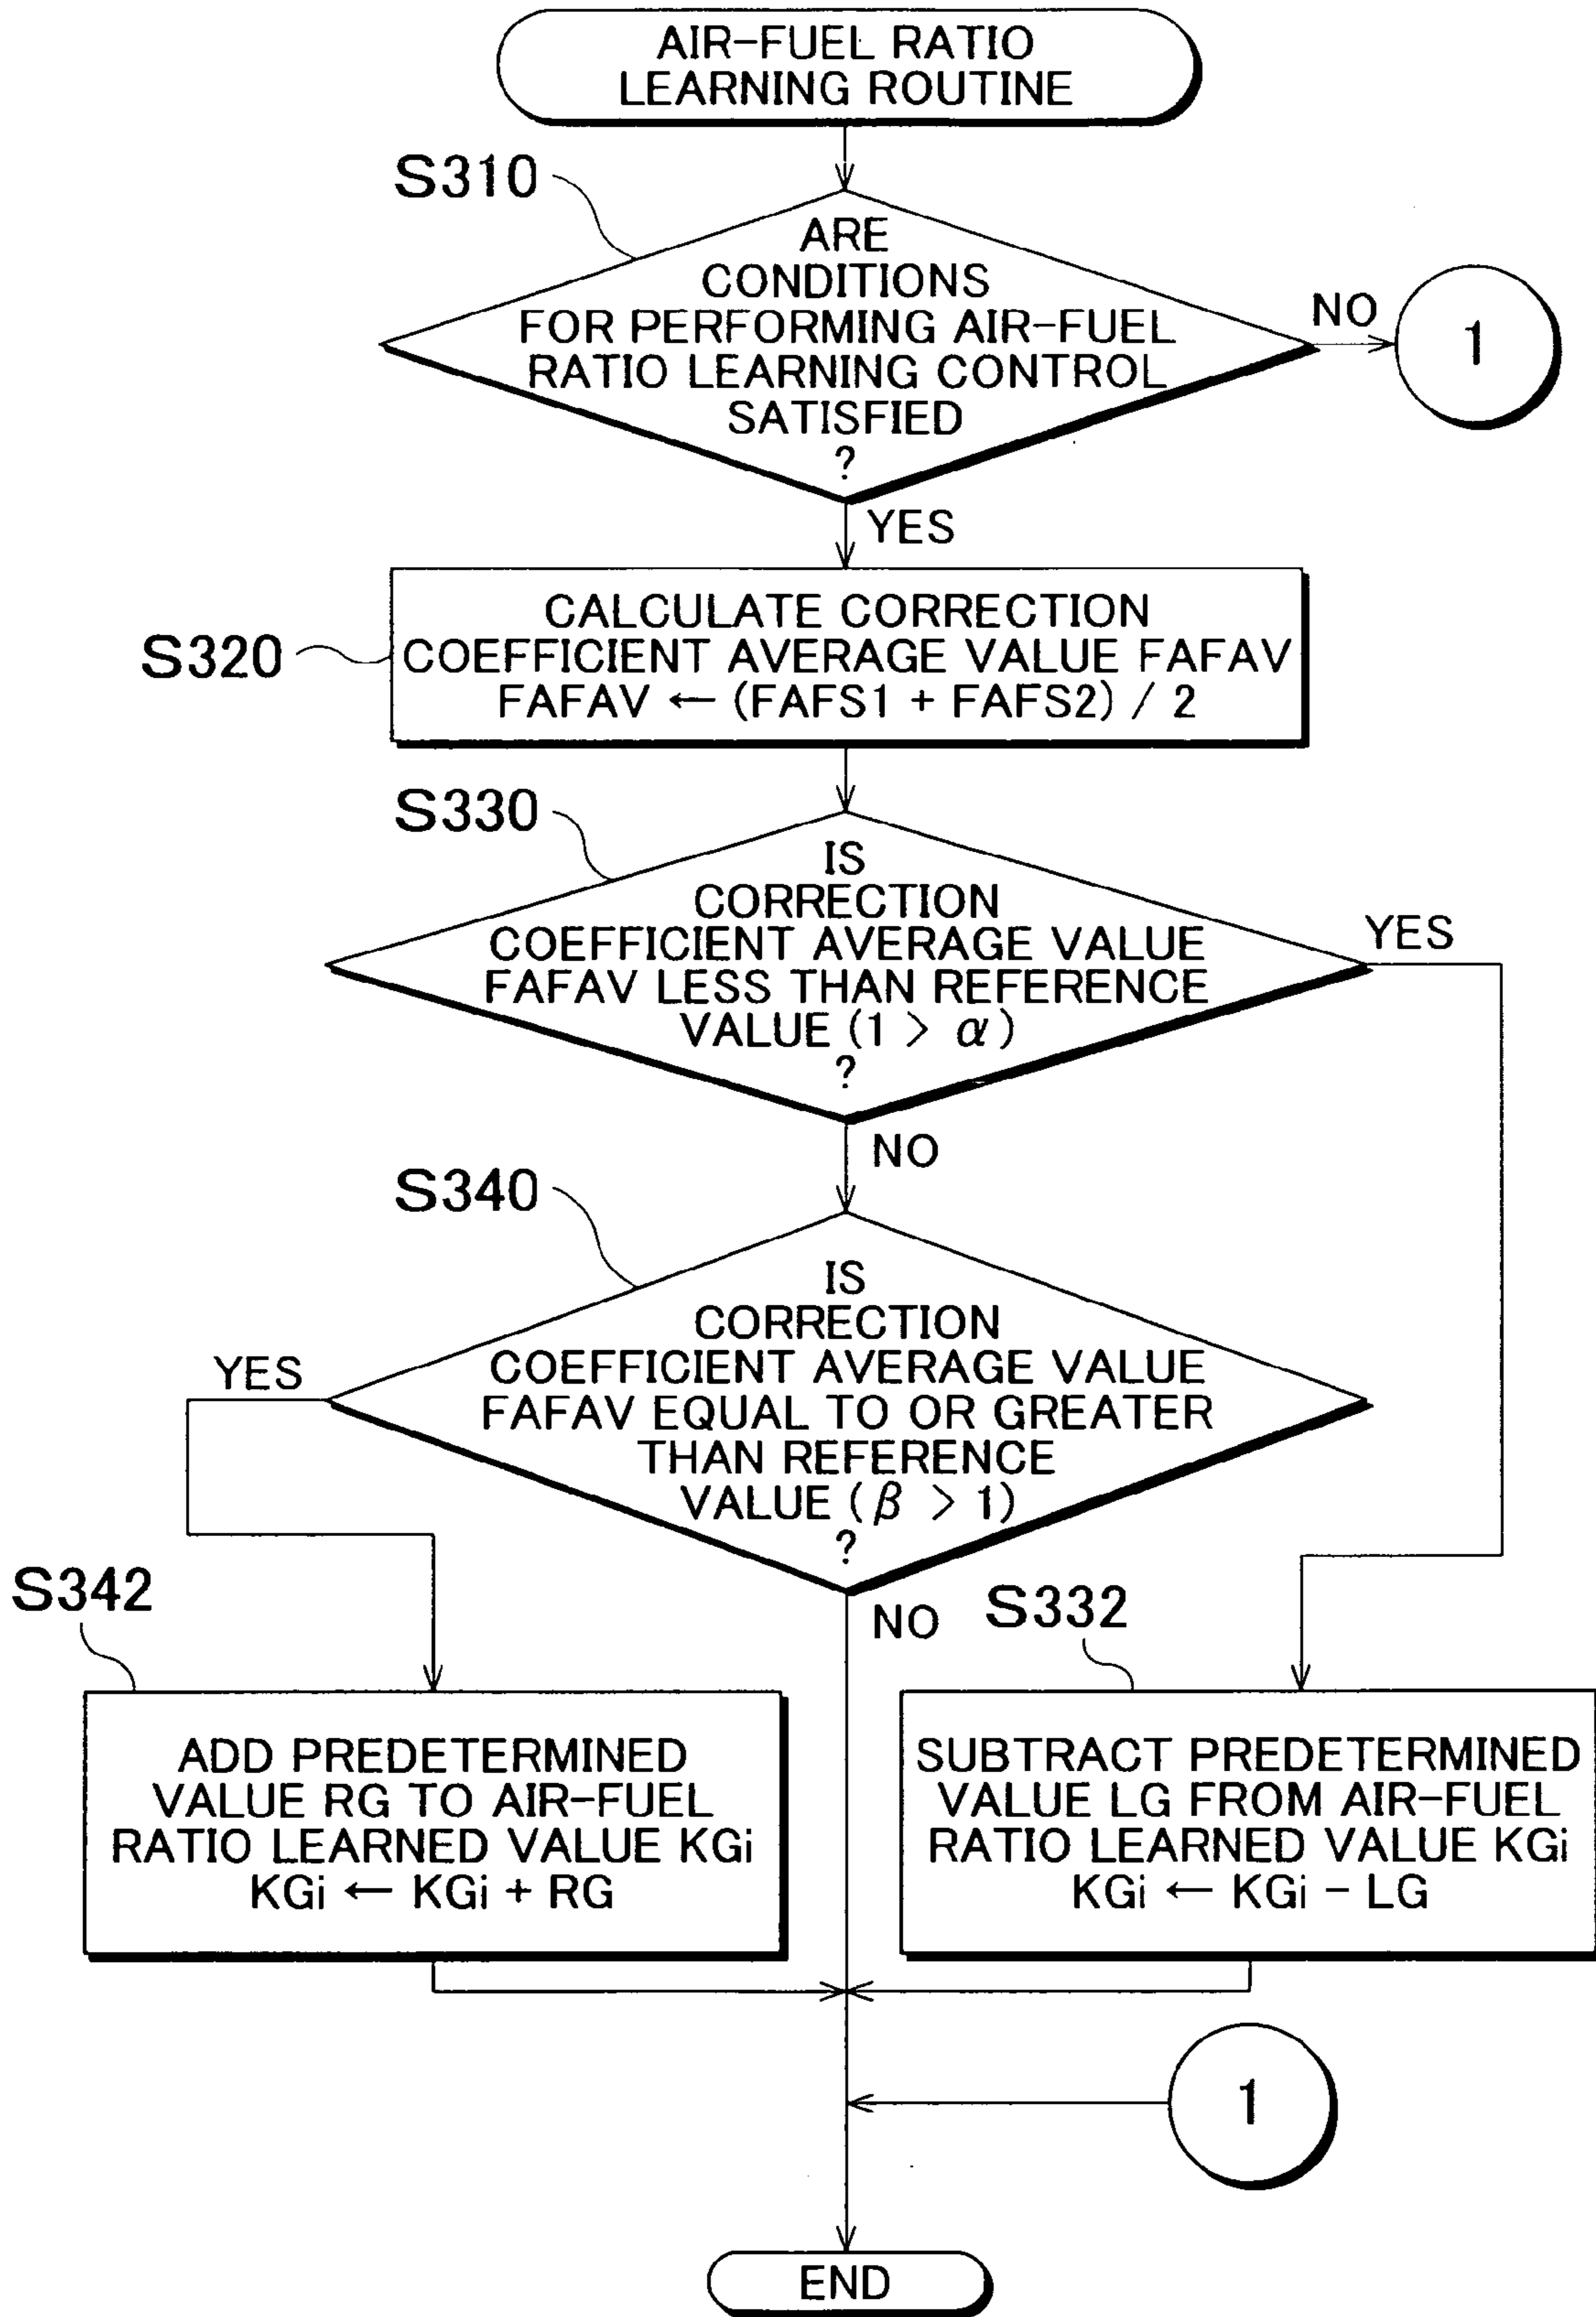 AIR-FUEL RATIO
LEARNING ROUTINE
S310
ARE
CONDITIONS
FOR PERFORMING AIR-FUEL
RATIO LEARNING CONTROL
SATISFIED
?
NO
1
YES
S320
CALCULATE CORRECTION
COEFFICIENT AVERAGE VALUE FAFAV
FAFAV ← (FAFS1 + FAFS2) / 2
S330
IS
CORRECTION
COEFFICIENT AVERAGE VALUE
FAFAV LESS THAN REFERENCE
VALUE (1 > α)
?
YES
NO
S340
IS
CORRECTION
COEFFICIENT AVERAGE VALUE
FAFAV EQUAL TO OR GREATER
THAN REFERENCE
VALUE (β > 1)
?
YES
NO
S342
ADD PREDETERMINED
VALUE RG TO AIR-FUEL
RATIO LEARNED VALUE KGi
KGi ← KGi + RG
S332
SUBTRACT PREDETERMINED
VALUE LG FROM AIR-FUEL
RATIO LEARNED VALUE KGi
KGi ← KGi - LG
1
END